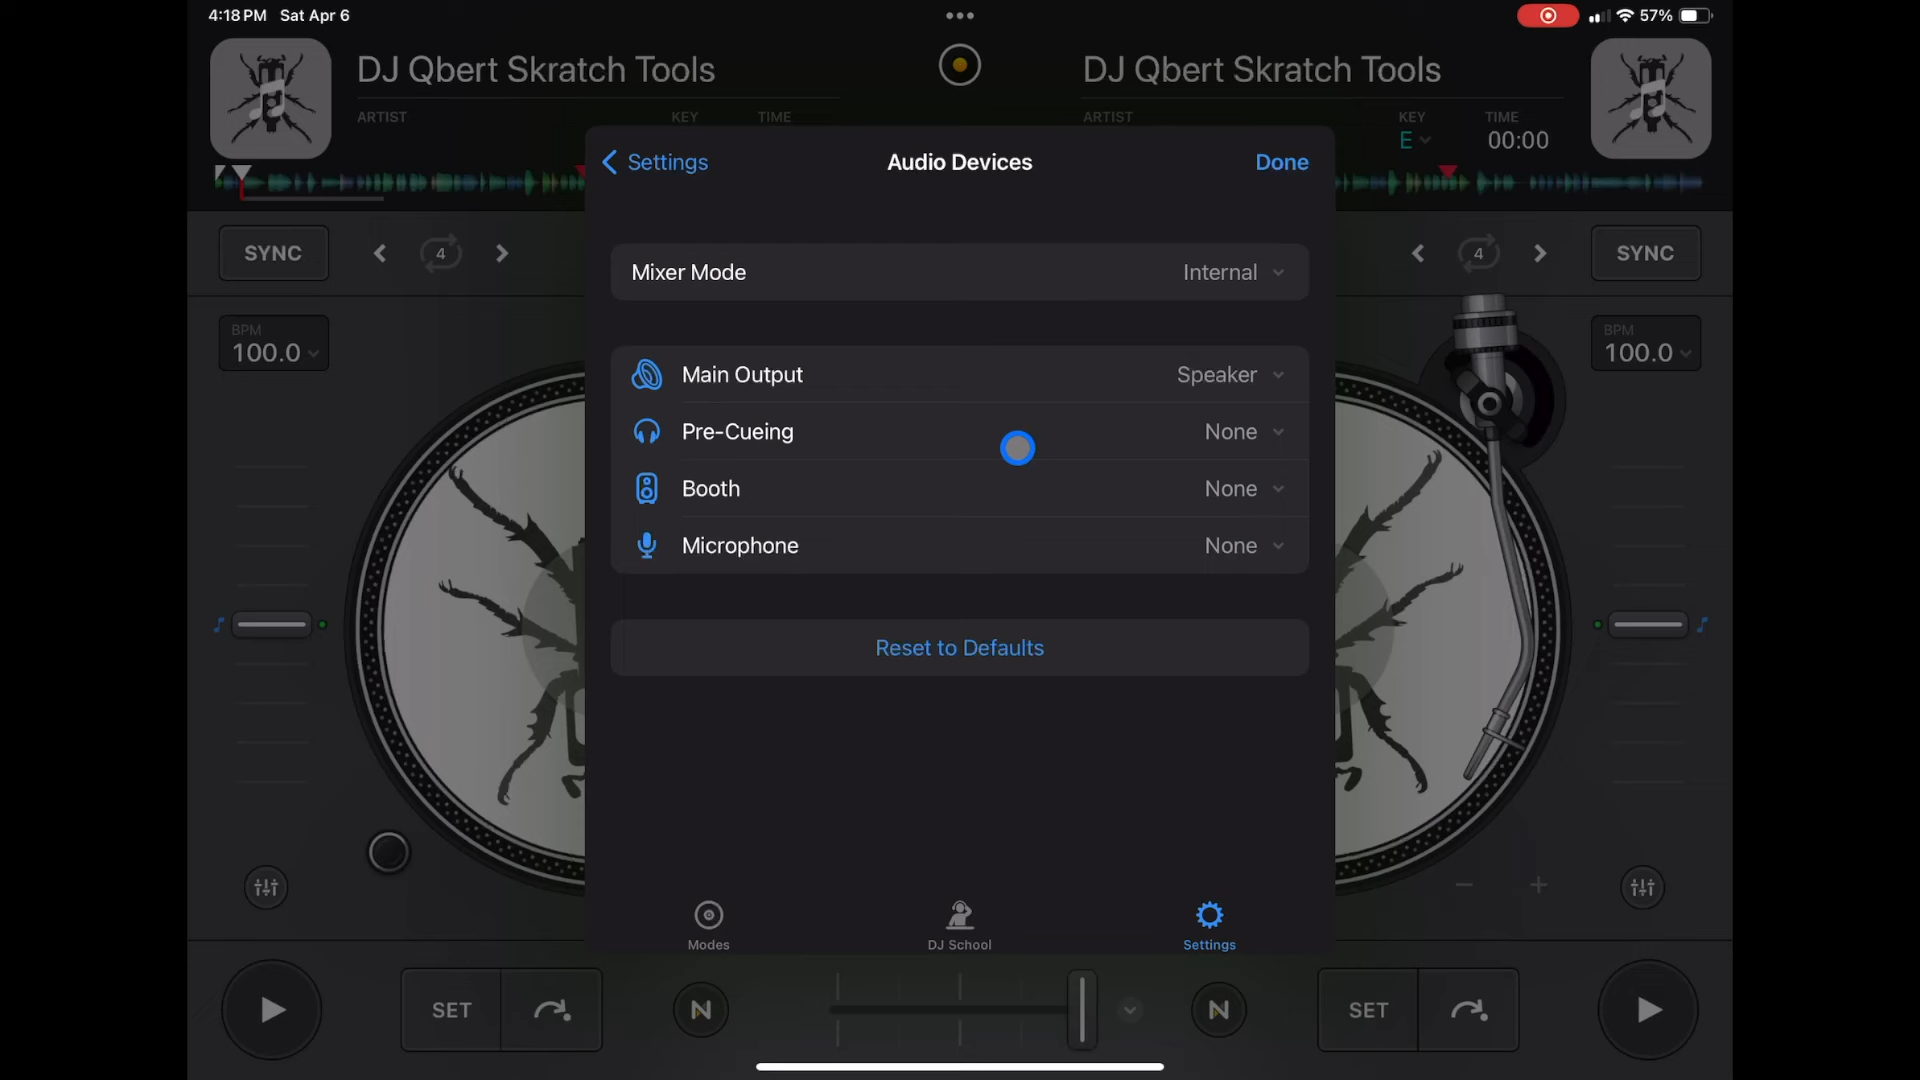 4:18 PM Sat Apr 6
57%
DJ Qbert Skratch Tools
DJ Qbert Skratch Tools
ARTIST KEY TIME
ARTIST KEY TIME
E 00:00
Settings Audio Devices Done
SYNC 4
4 SYNC
Mixer Mode Internal
BPM
100.0
BPM
100.0
Main Output Speaker
Pre-Cueing None
Booth None
Microphone None
Reset to Defaults
Modes DJ School Settings
SET N N SET